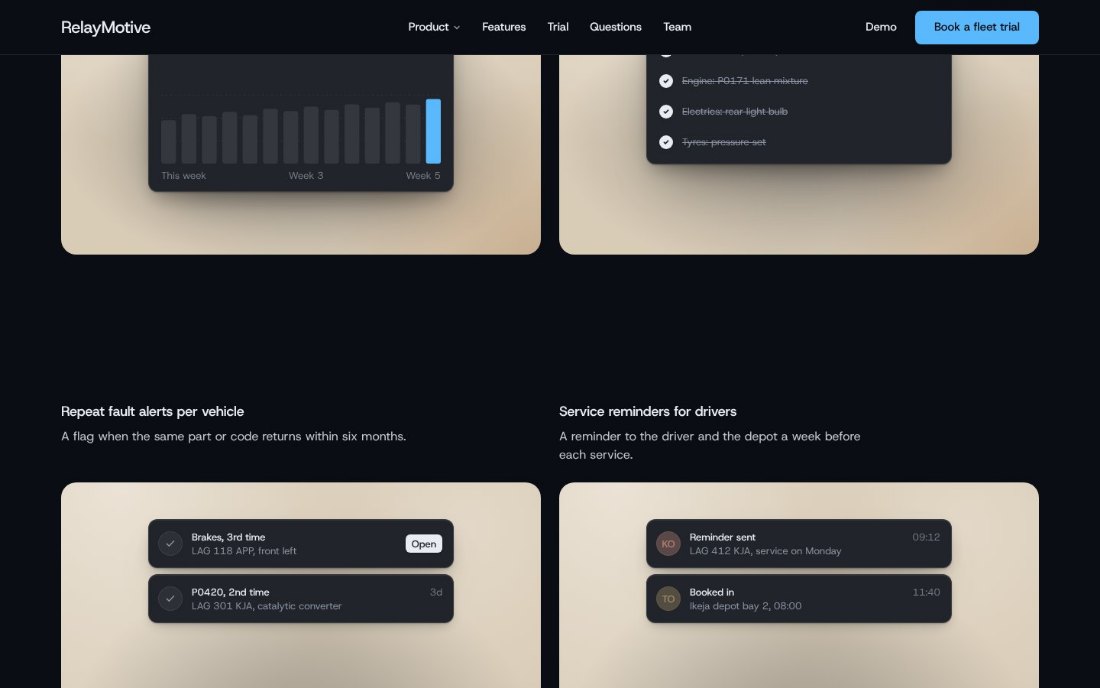 RelayMotive
Product
Features
Trial
Questions
Team
Demo
Book a fleet trial
This week
Week 3
Week 5
Engine: P0171 lean mixture
Electrics: rear light bulb
Tyres: pressure set
Repeat fault alerts per vehicle
A flag when the same part or code returns within six months.
Service reminders for drivers
A reminder to the driver and the depot a week before
each service.
Brakes, 3rd time
LAG 118 APP, front left
Open
P0420, 2nd time
3d
LAG 301 KJA, catalytic converter
KO
Reminder sent
09:12
LAG 412 KJA, service on Monday
TO
Booked in
11:40
Ikeja depot bay 2, 08:00